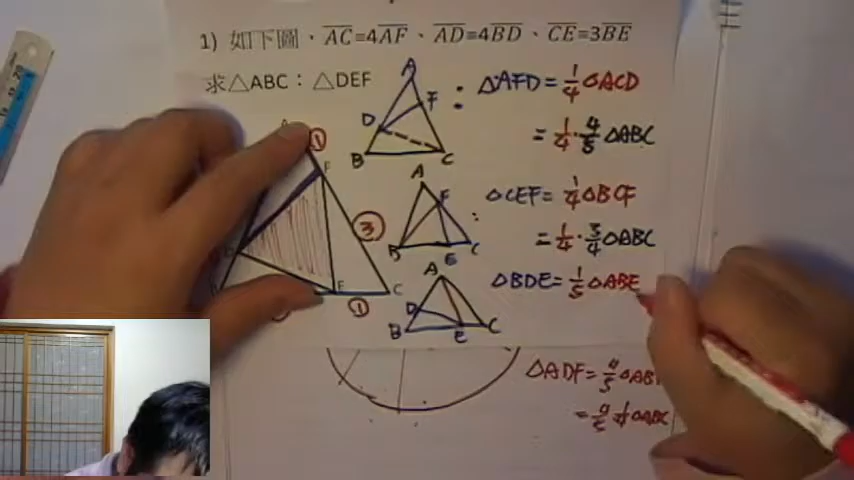 1) 如下圖，AC=4AF、AD=4BD、CE=3BE
求△ABC：△DEF
A
F
D
B
C
:
△AFD=1/4△ACD
=1/4·4/5△ABC
A
F
B
E
C
△CEF=1/4△BCF
=1/4·3/4△ABC
A
D
B
E
C
△BDE=1/5△ABE
①
F
③
E
C
①
△ADF=4/5△AB